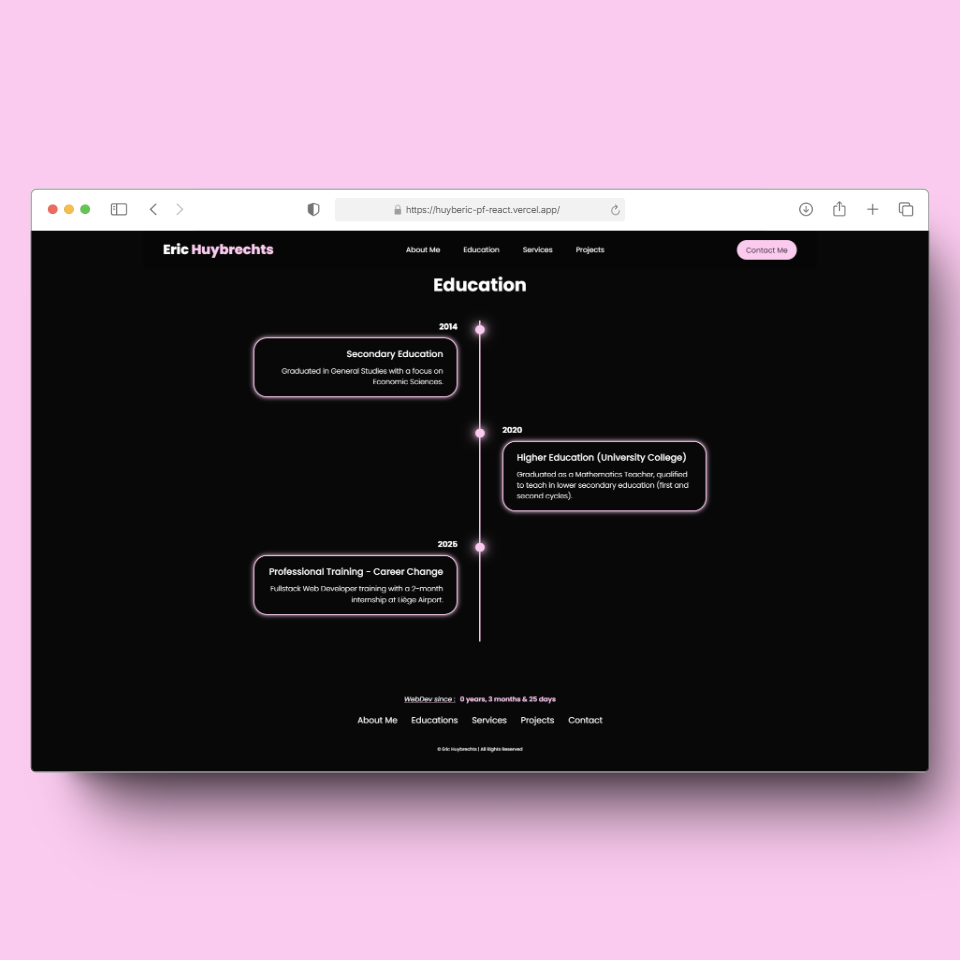 https://huyberic-pf-react.vercel.app/
Eric Huybrechts
About Me Education Services Projects
Contact Me
Education
2014
Secondary Education
Graduated in General Studies with a focus on
Economic Sciences.
2020
Higher Education (University College)
Graduated as a Mathematics Teacher, qualified
to teach in lower secondary education (first and
second cycles).
2025
Professional Training - Career Change
Fullstack Web Developer training with a 2-month
internship at Liège Airport.
WebDev since : 0 years, 3 months & 25 days
About Me Educations Services Projects Contact
© Eric Huybrechts | All Rights Reserved